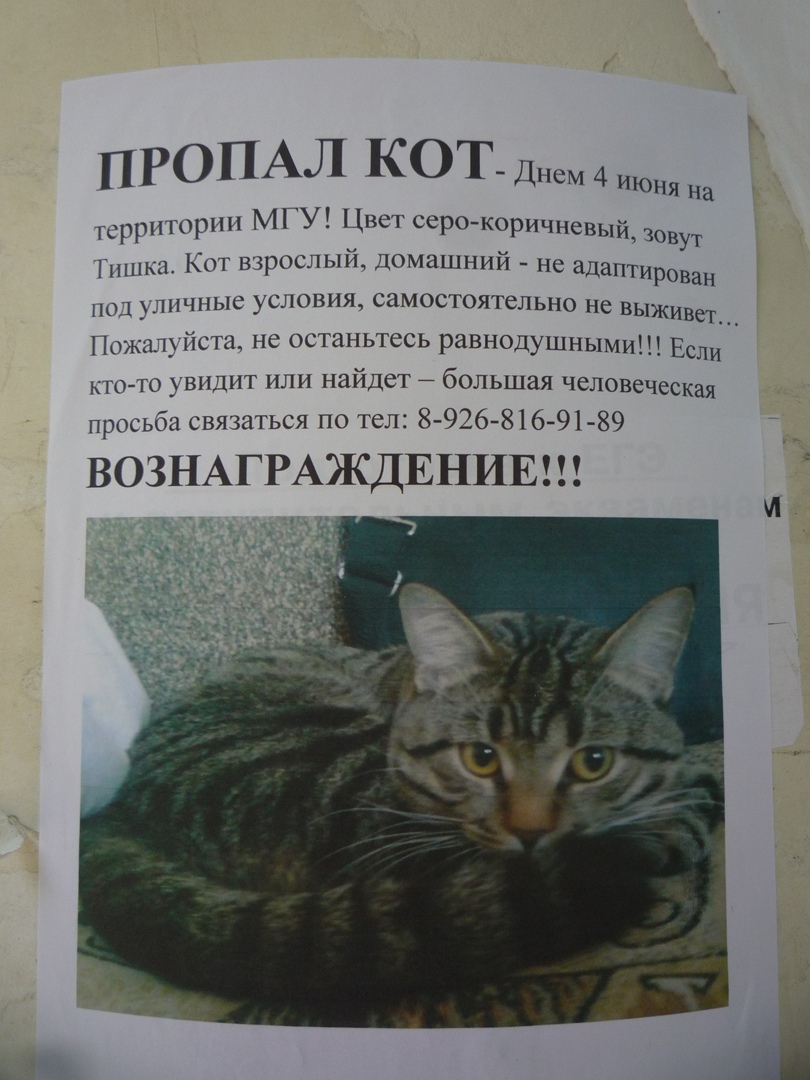 ПРОПАЛ КОТ- Днем 4 июня на
территории МГУ! Цвет серо-коричневый, зовут
Тишка. Кот взрослый, домашний - не адаптирован
под уличные условия, самостоятельно не выживет…
Пожалуйста, не останьтесь равнодушными!!! Если
кто-то увидит или найдет – большая человеческая
просьба связаться по тел: 8-926-816-91-89
ВОЗНАГРАЖДЕНИЕ!!!
м